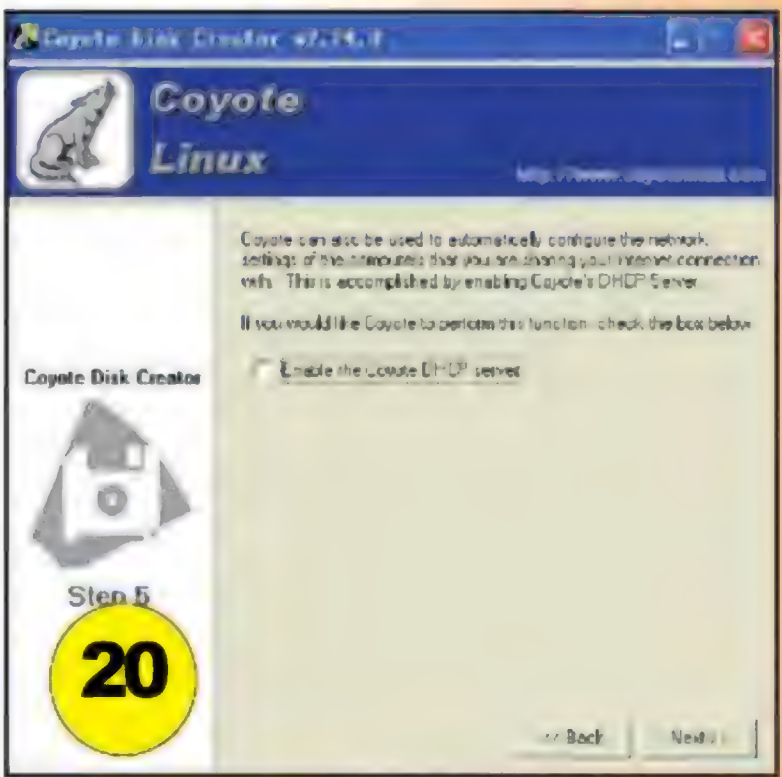 Coyote Disk Creator
Coyote
Linux
Coyote can also be used to automatically configure the network
settings of the computers that you are sharing your internet connection
with. This is accomplished by enabling Coyote's DHCP Server.
If you would like Coyote to perform this function, check the box below.
Enable the Coyote DHCP server
Coyote Disk Creator
Step 5
20
<< Back
Next >>